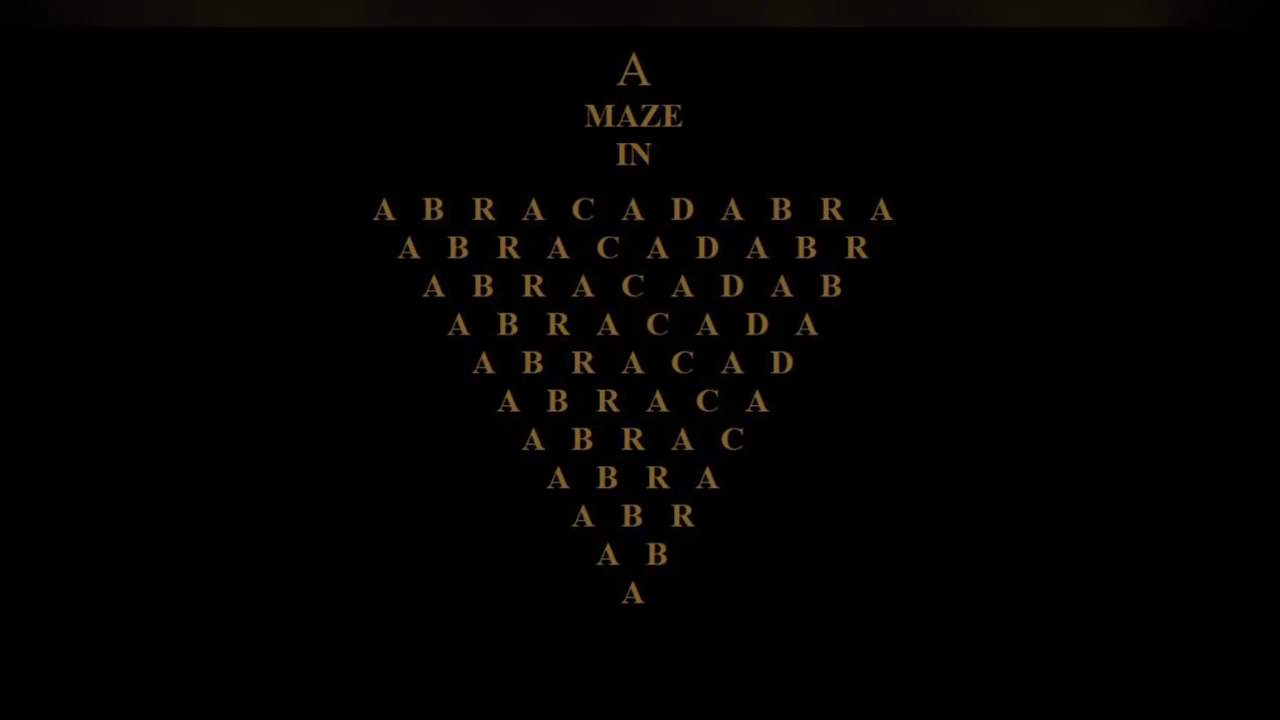 A
MAZE
IN
A B R A C A D A B R A
A B R A C A D A B R
A B R A C A D A B
A B R A C A D A
A B R A C A D
A B R A C A
A B R A C
A B R A
A B R
A B
A